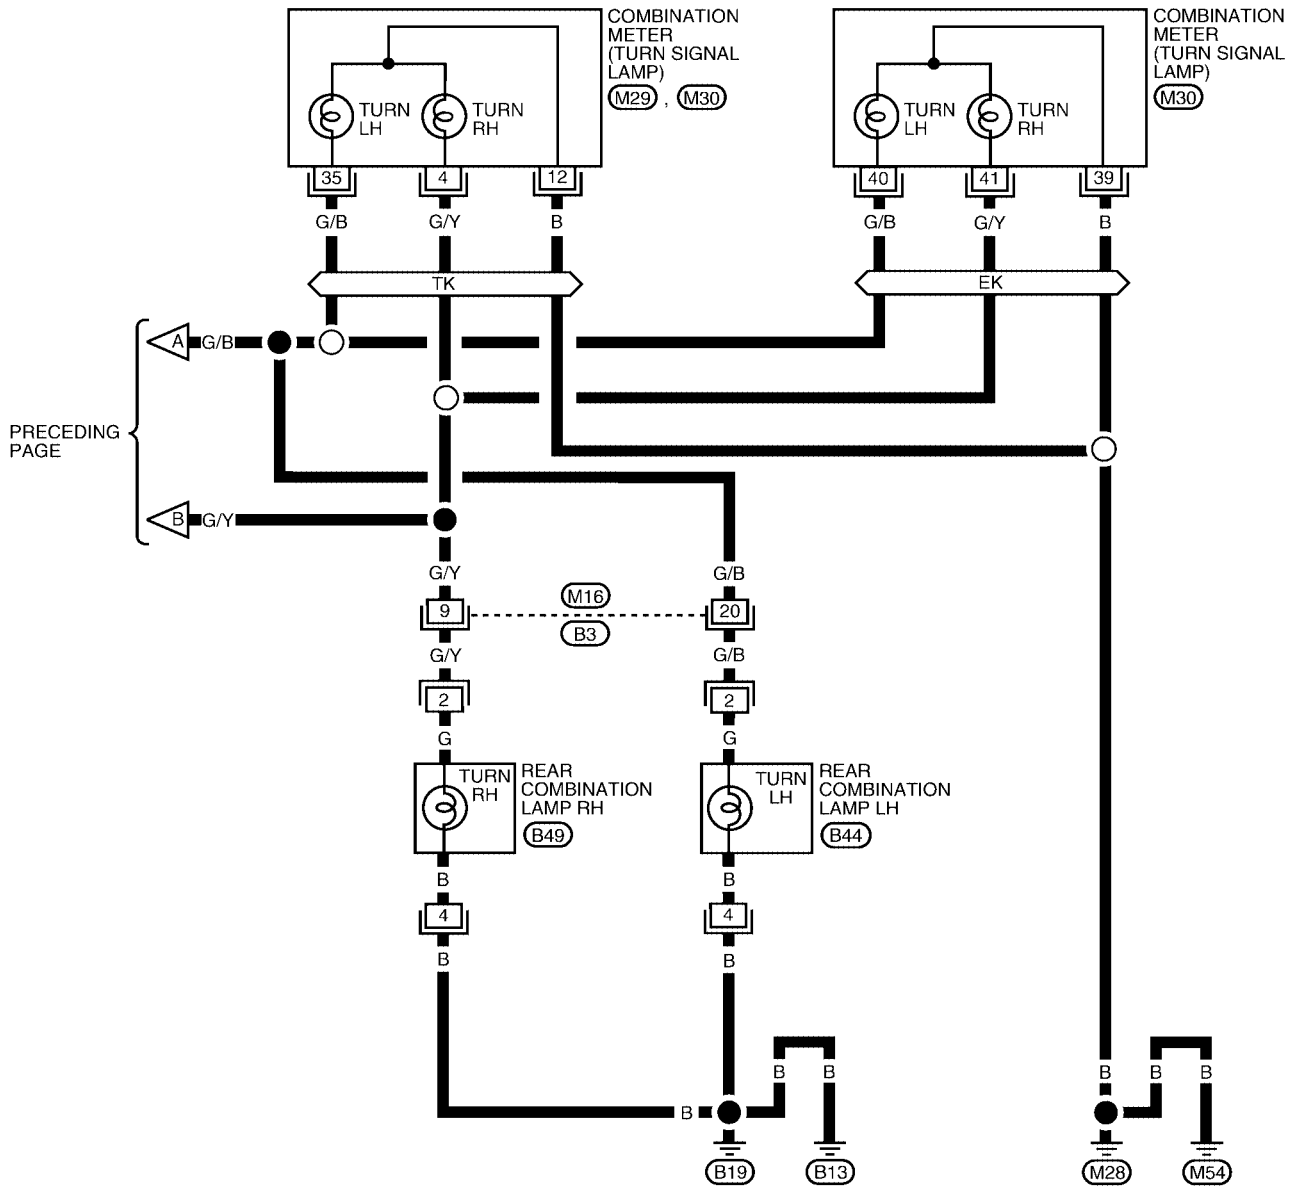 COMBINATION
METER
(TURN SIGNAL
LAMP)
M29 , M30
TURN
LH
TURN
RH
35
4
12
G/B
G/Y
B
TK
COMBINATION
METER
(TURN SIGNAL
LAMP)
M30
TURN
LH
TURN
RH
40
41
39
G/B
G/Y
B
EK
A
G/B
PRECEDING
PAGE
B
G/Y
G/Y
G/B
9
M16
20
B3
G/Y
G/B
2
2
G
G
TURN
RH
REAR
COMBINATION
LAMP RH
B49
TURN
LH
REAR
COMBINATION
LAMP LH
B44
B
B
4
4
B
B
B
B
B
B
B
B
B19
B13
M28
M54